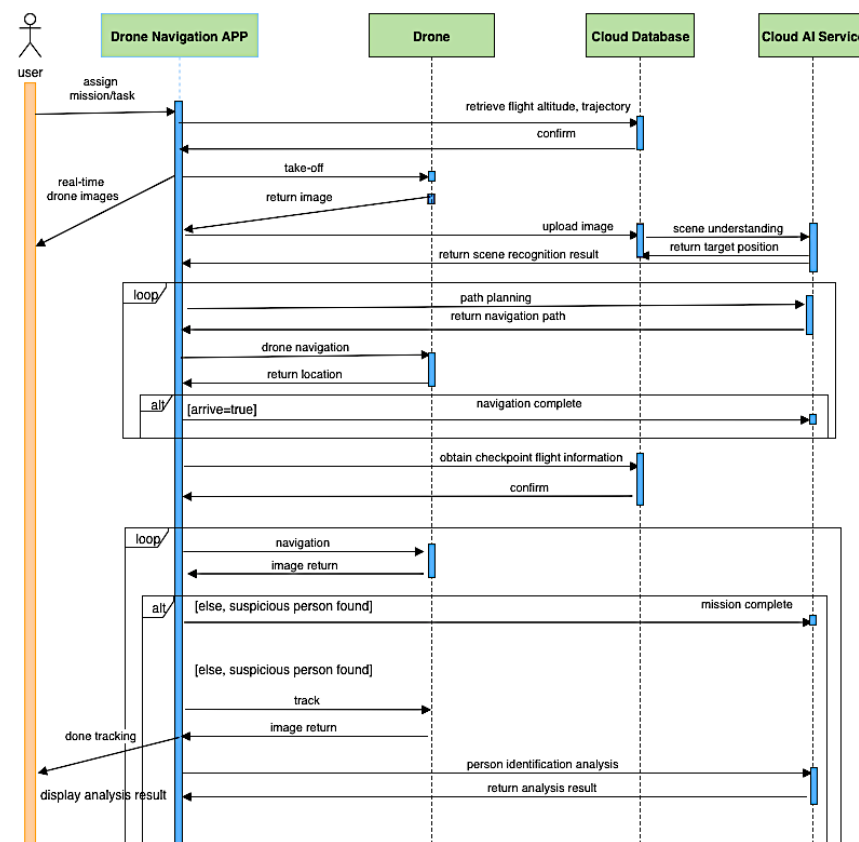 Drone Navigation APP
Drone
Cloud Database
Cloud AI Service
user
assign
mission/task
retrieve flight altitude, trajectory
confirm
take-off
real-time
drone images
return image
upload image
scene understanding
return target position
return scene recognition result
loop
path planning
return navigation path
drone navigation
return location
alt
[arrive=true]
navigation complete
obtain checkpoint flight information
confirm
loop
navigation
image return
alt
[else, suspicious person found]
mission complete
[else, suspicious person found]
track
image return
done tracking
person identification analysis
return analysis result
display analysis result